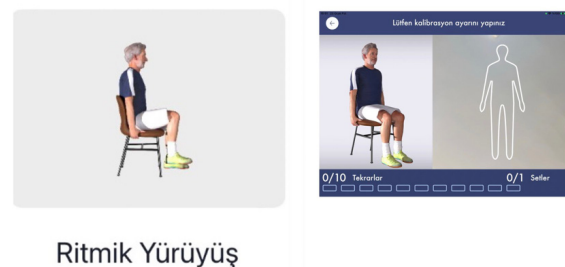 Ritmik Yürüyüş
Lütfen kalibrasyon ayarını yapınız
0/10 Tekrarlar
0/1 Setler